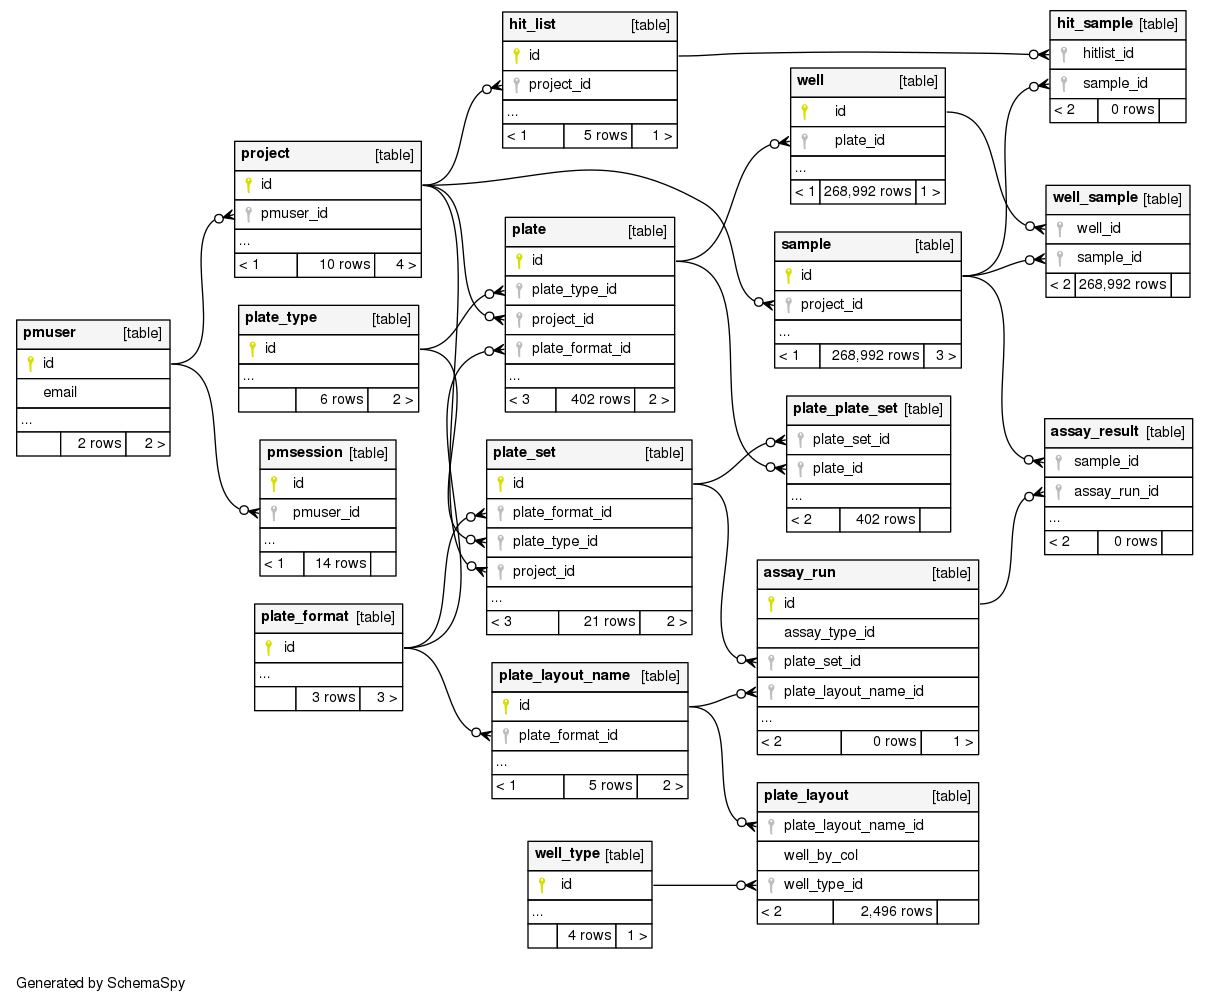 hit_list [table]
id
project_id
...
< 1 5 rows 1 >
hit_sample [table]
hitlist_id
sample_id
< 2 0 rows
well [table]
id
plate_id
...
< 1 268,992 rows 1 >
project [table]
id
pmuser_id
...
< 1 10 rows 4 >
well_sample [table]
well_id
sample_id
< 2 268,992 rows
plate [table]
id
plate_type_id
project_id
plate_format_id
...
< 3 402 rows 2 >
sample [table]
id
project_id
...
< 1 268,992 rows 3 >
plate_type [table]
id
...
6 rows 2 >
pmuser [table]
id
email
...
2 rows 2 >
plate_plate_set [table]
plate_set_id
plate_id
...
< 2 402 rows
assay_result [table]
sample_id
assay_run_id
...
< 2 0 rows
pmsession [table]
id
pmuser_id
...
< 1 14 rows
plate_set [table]
id
plate_format_id
plate_type_id
project_id
...
< 3 21 rows 2 >
assay_run [table]
id
assay_type_id
plate_set_id
plate_layout_name_id
...
< 2 0 rows 1 >
plate_format [table]
id
...
3 rows 3 >
plate_layout_name [table]
id
plate_format_id
...
< 1 5 rows 2 >
plate_layout [table]
plate_layout_name_id
well_by_col
well_type_id
< 2 2,496 rows
well_type [table]
id
...
4 rows 1 >
Generated by SchemaSpy